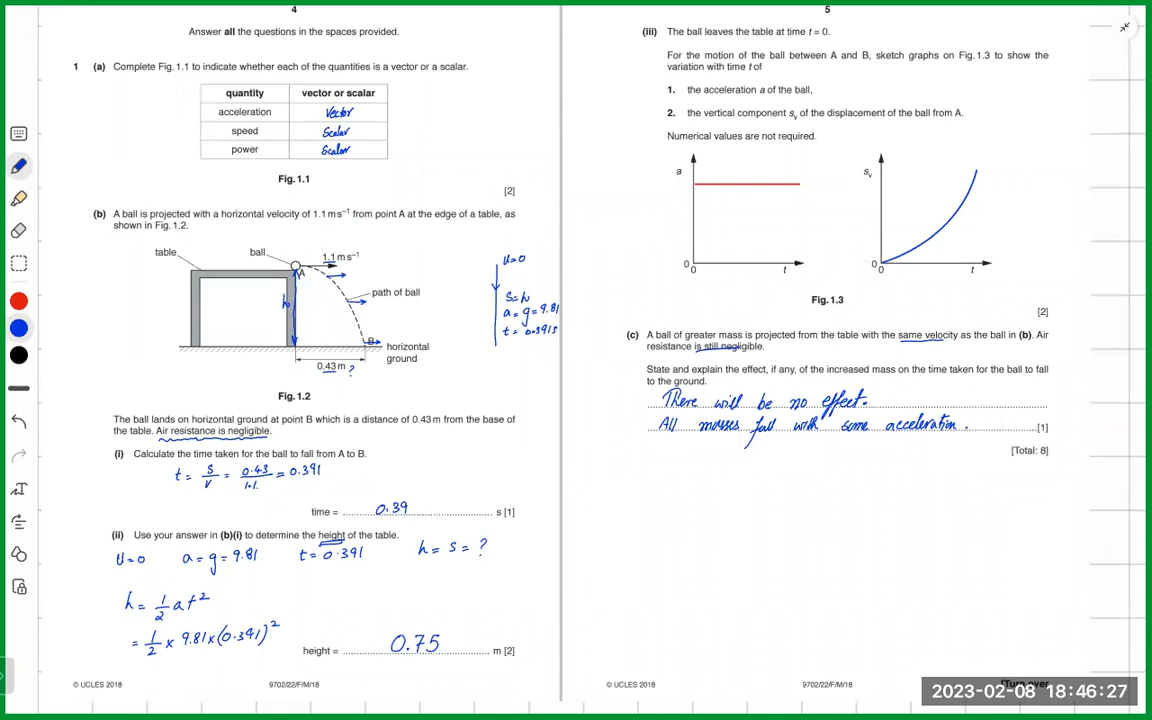 4
Answer all the questions in the spaces provided.
1 (a) Complete Fig. 1.1 to indicate whether each of the quantities is a vector or a scalar.
quantity vector or scalar
acceleration Vector
speed Scalar
power Scalar
Fig. 1.1
[2]
(b) A ball is projected with a horizontal velocity of 1.1 m s⁻¹ from point A at the edge of a table, as
shown in Fig. 1.2.
table
ball
1.1 m s⁻¹
A
path of ball
h
B
horizontal
ground
0.43 m ?
u=0
s=h
a = g = 9.81
t = 0.391s
Fig. 1.2
The ball lands on horizontal ground at point B which is a distance of 0.43 m from the base of
the table. Air resistance is negligible.
(i) Calculate the time taken for the ball to fall from A to B.
t = s/v = 0.43/1.1 = 0.391
time = 0.39 s [1]
(ii) Use your answer in (b)(i) to determine the height of the table.
u=0 a = g = 9.81 t = 0.391 h = s = ?
h = 1/2 at²
= 1/2 × 9.81 × (0.391)²
height = 0.75 m [2]
© UCLES 2018 9702/22/F/M/18
5
(iii) The ball leaves the table at time t = 0.
For the motion of the ball between A and B, sketch graphs on Fig. 1.3 to show the
variation with time t of
1. the acceleration a of the ball,
2. the vertical component sᵥ of the displacement of the ball from A.
Numerical values are not required.
a
0
0
t
sᵥ
0
0
t
Fig. 1.3
[2]
(c) A ball of greater mass is projected from the table with the same velocity as the ball in (b). Air
resistance is still negligible.
State and explain the effect, if any, of the increased mass on the time taken for the ball to fall
to the ground.
There will be no effect.
All masses fall with same acceleration. [1]
[Total: 8]
© UCLES 2018 9702/22/F/M/18 [Turn over
2023-02-08 18:46:27